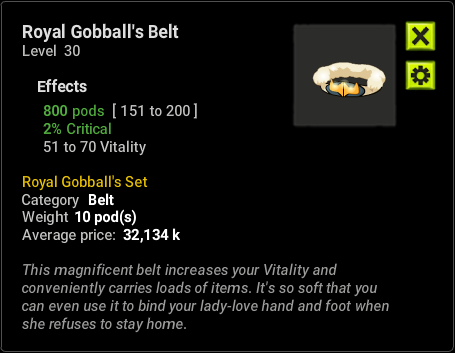 Royal Gobball's Belt
Level 30
Effects
800 pods [ 151 to 200 ]
2% Critical
51 to 70 Vitality
Royal Gobball's Set
Category Belt
Weight 10 pod(s)
Average price: 32,134 k
This magnificent belt increases your Vitality and
conveniently carries loads of items. It's so soft that you
can even use it to bind your lady-love hand and foot when
she refuses to stay home.